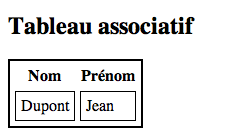 Tableau associatif
Nom Prénom
Dupont Jean